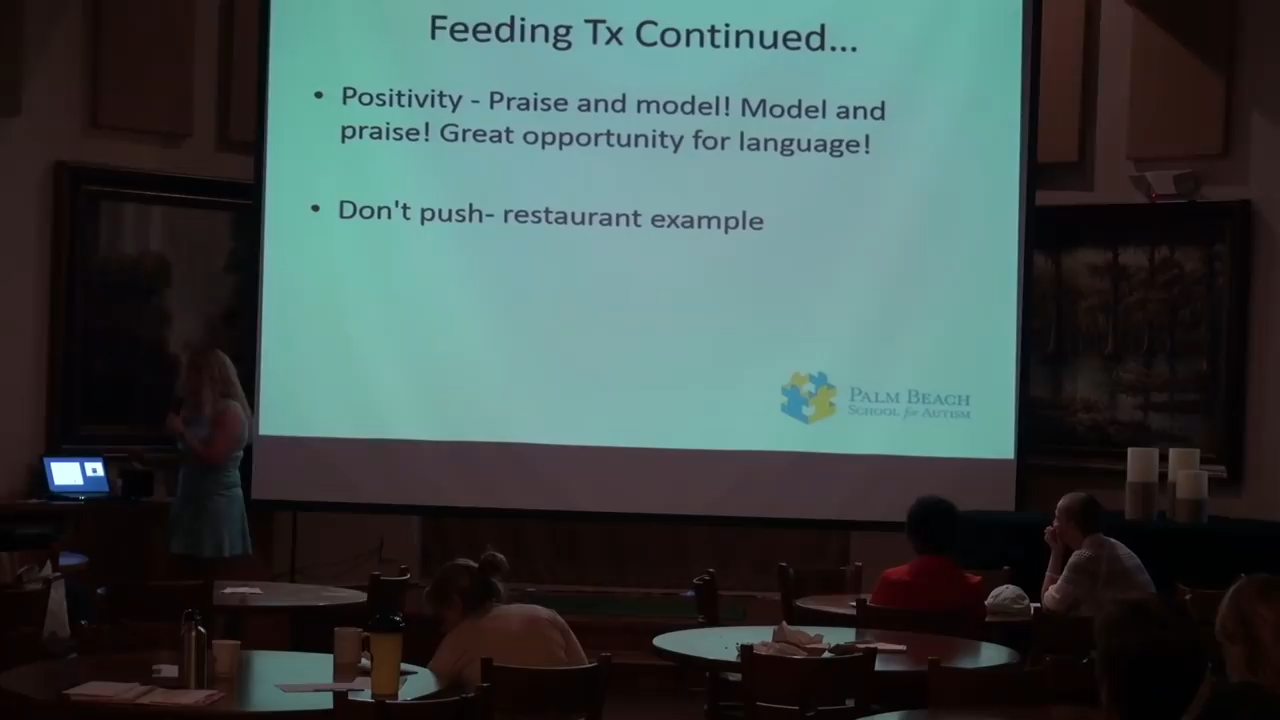 Feeding Tx Continued...
• Positivity - Praise and model! Model and
praise! Great opportunity for language!
• Don't push- restaurant example
PALM BEACH
SCHOOL for AUTISM